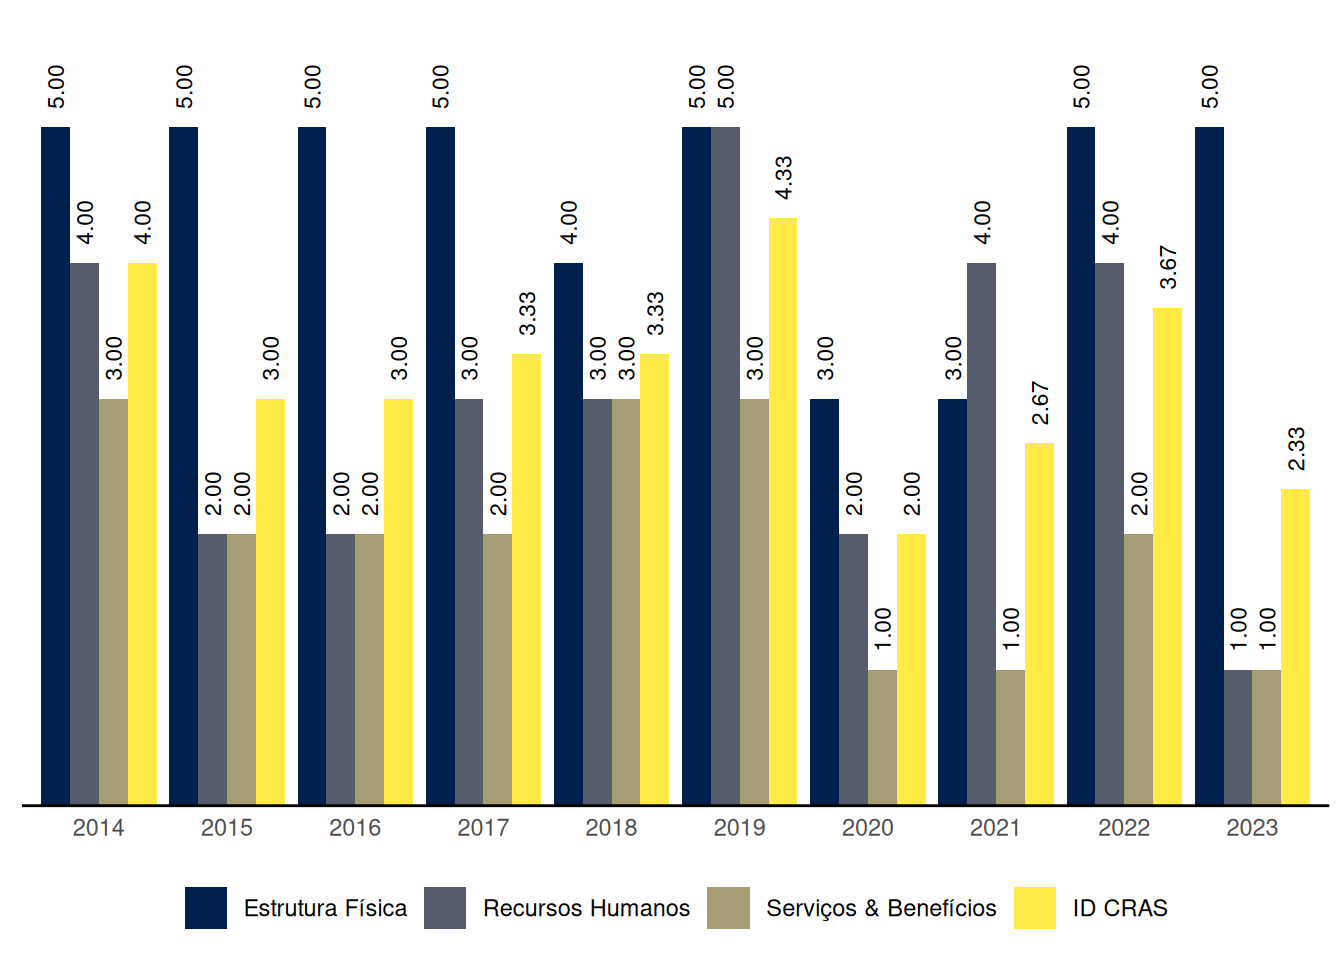 5.00 4.00 3.00 4.00
5.00 2.00 2.00 3.00
5.00 2.00 2.00 3.00
5.00 3.00 2.00 3.33
4.00 3.00 3.00 3.33
5.00 5.00 3.00 4.33
3.00 2.00 1.00 2.00
3.00 4.00 1.00 2.67
5.00 4.00 2.00 3.67
5.00 1.00 1.00 2.33
2014 2015 2016 2017 2018 2019 2020 2021 2022 2023
Estrutura Física Recursos Humanos Serviços & Benefícios ID CRAS